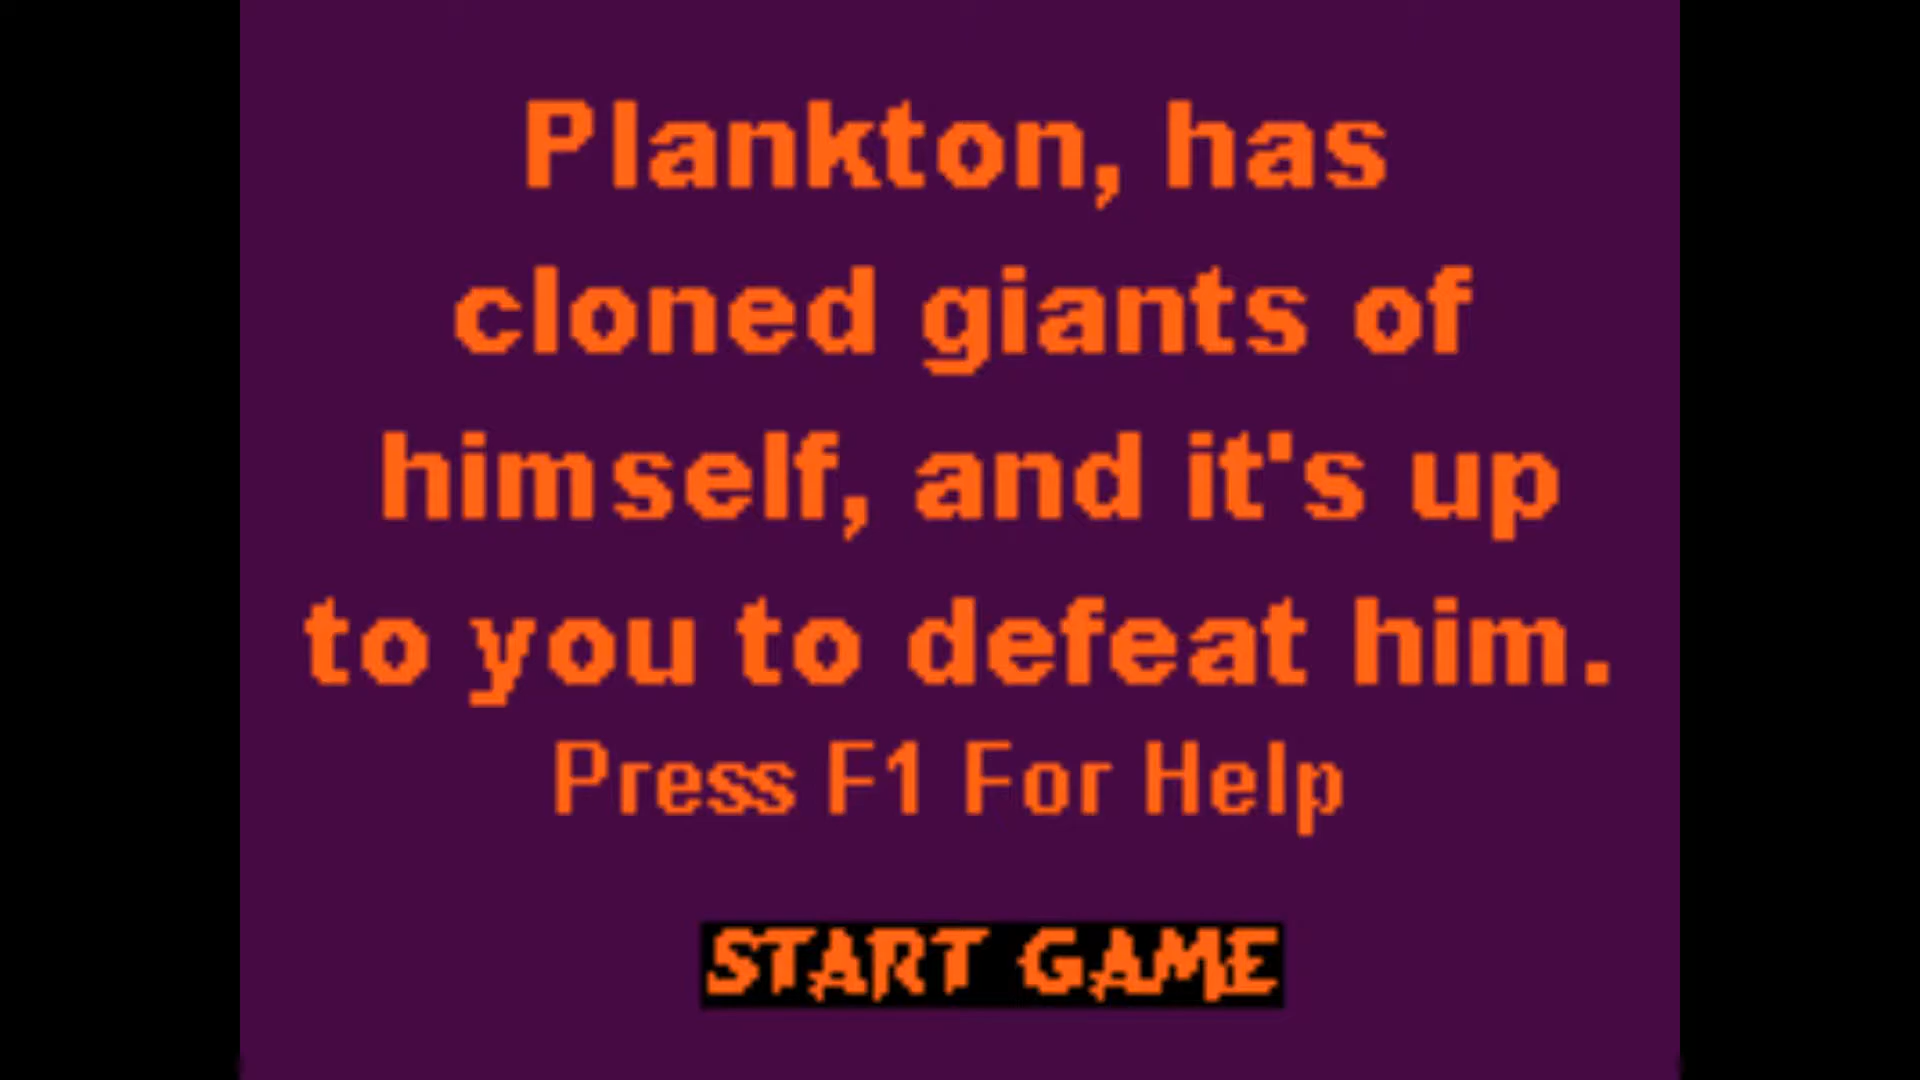 Plankton, has
cloned giants of
himself, and it's up
to you to defeat him.
Press F1 For Help
START GAME